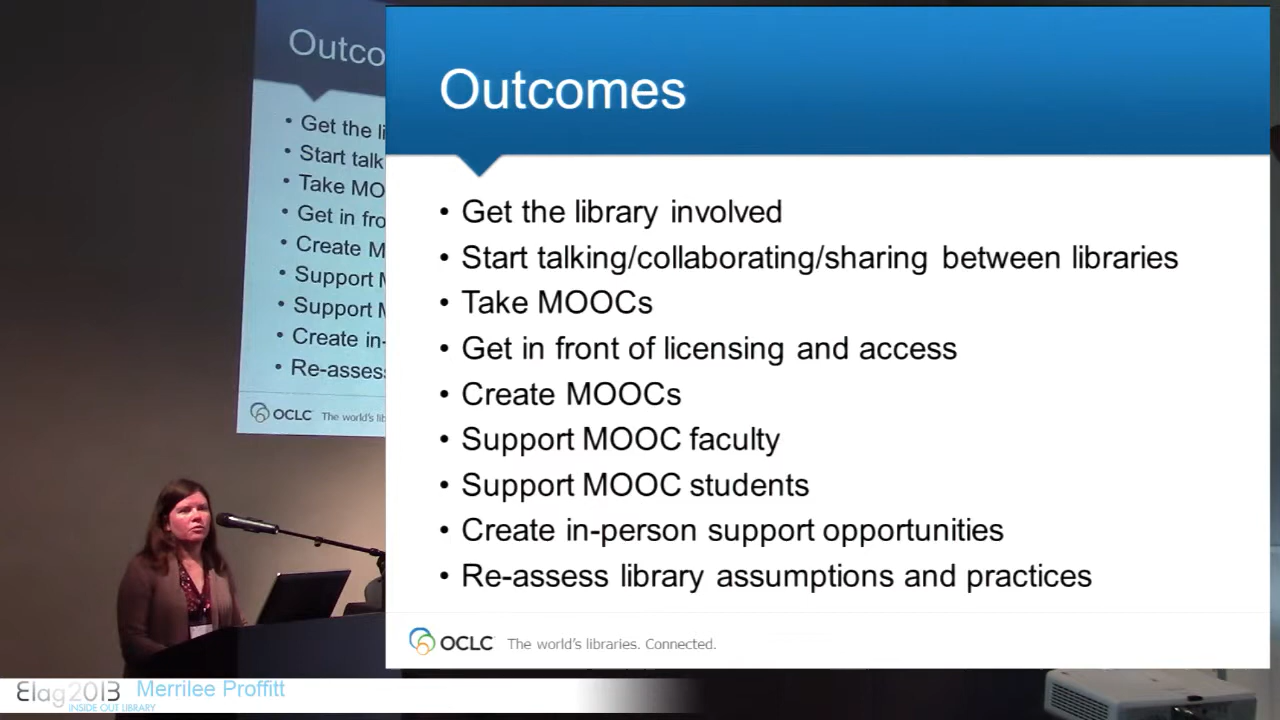 Outco
• Get the li
• Start talk
• Take MO
• Get in fro
• Create M
• Support M
• Support M
• Create in-
• Re-asses
OCLC The world's lib
Outcomes
• Get the library involved
• Start talking/collaborating/sharing between libraries
• Take MOOCs
• Get in front of licensing and access
• Create MOOCs
• Support MOOC faculty
• Support MOOC students
• Create in-person support opportunities
• Re-assess library assumptions and practices
OCLC The world's libraries. Connected.
Elag2013 Merrilee Proffitt
INSIDE OUT LIBRARY